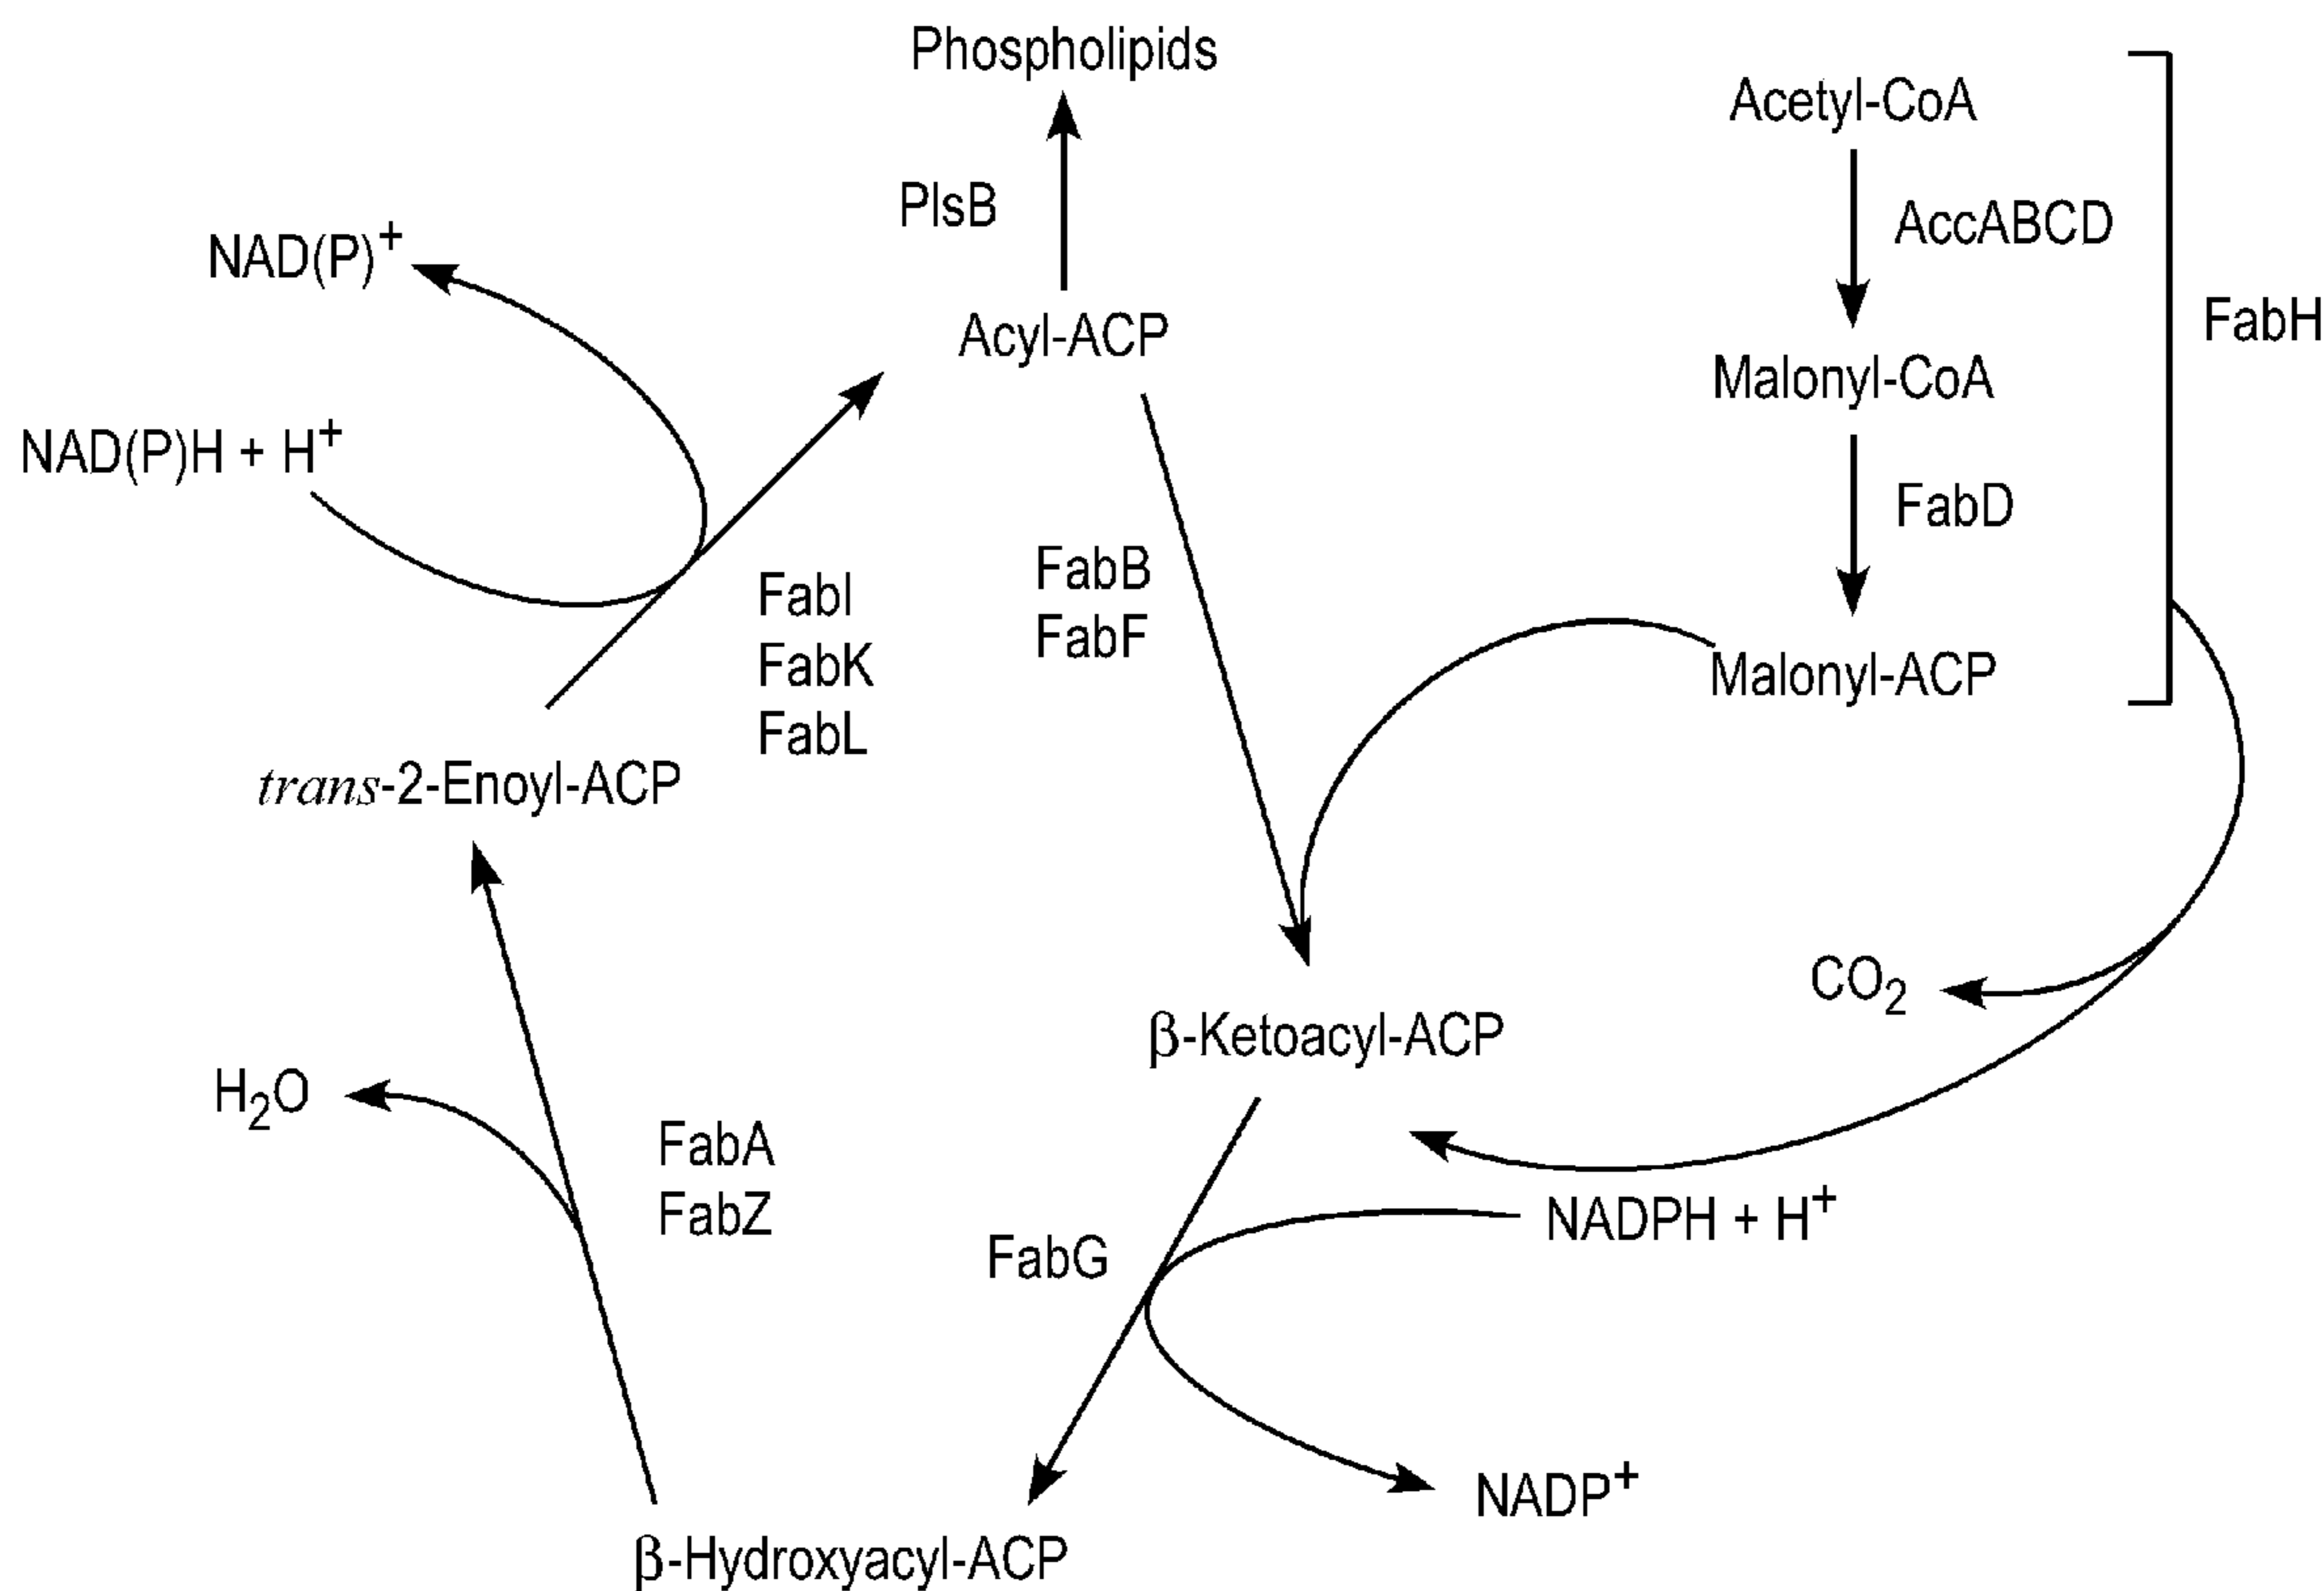 Phospholipids
Acetyl-CoA
PlsB
AccABCD
NAD(P)⁺
FabH
Acyl-ACP
Malonyl-CoA
NAD(P)H + H⁺
FabD
FabB
FabF
FabI
FabK
FabL
Malonyl-ACP
trans-2-Enoyl-ACP
CO₂
β-Ketoacyl-ACP
H₂O
FabA
FabZ
NADPH + H⁺
FabG
NADP⁺
β-Hydroxyacyl-ACP